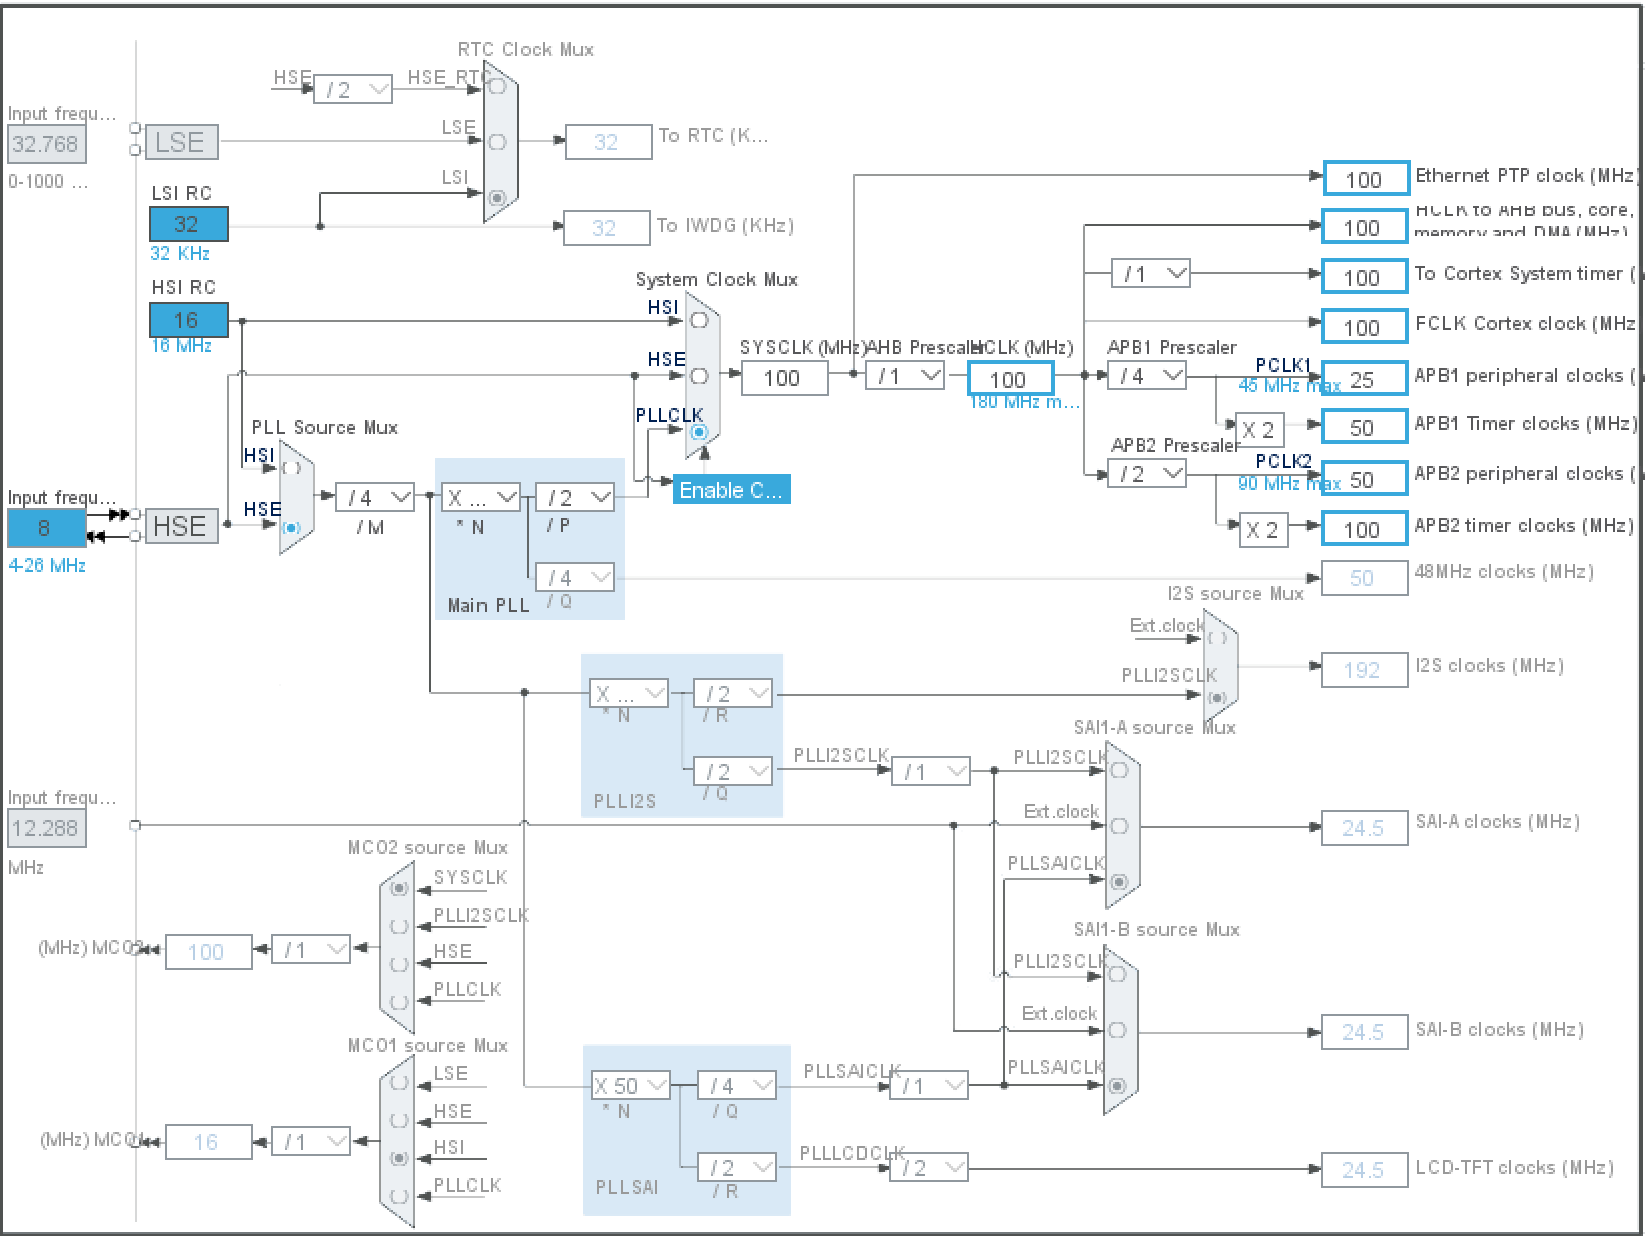 RTC Clock Mux
HSE
/ 2
HSE_RTC
Input frequ...
32.768
0-1000 ...
LSE
LSE
32
To RTC (K...
LSI RC
32
32 KHz
LSI
32
To IWDG (KHz)
HSI RC
16
16 MHz
System Clock Mux
HSI
HSE
PLLCLK
Enable C...
SYSCLK (MHz)
100
AHB Prescaler
/ 1
HCLK (MHz)
100
180 MHz m...
100
Ethernet PTP clock (MHz)
100
HCLK to AHB bus, core,
memory and DMA (MHz)
/ 1
100
To Cortex System timer (
100
FCLK Cortex clock (MHz
APB1 Prescaler
/ 4
PCLK1
45 MHz max
25
APB1 peripheral clocks (
X 2
50
APB1 Timer clocks (MHz)
APB2 Prescaler
/ 2
PCLK2
90 MHz max
50
APB2 peripheral clocks (
X 2
100
APB2 timer clocks (MHz)
50
48MHz clocks (MHz)
PLL Source Mux
HSI
HSE
Input frequ...
8
4-26 MHz
HSE
/ 4
/ M
X ...
* N
/ 2
/ P
/ 4
/ Q
Main PLL
I2S source Mux
Ext.clock
PLLI2SCLK
192
I2S clocks (MHz)
X ...
* N
/ 2
/ R
/ 2
/ Q
PLLI2S
PLLI2SCLK
/ 1
SAI1-A source Mux
PLLI2SCLK
Ext.clock
PLLSAICLK
24.5
SAI-A clocks (MHz)
Input frequ...
12.288
MHz
MCO2 source Mux
SYSCLK
PLLI2SCLK
HSE
PLLCLK
(MHz) MCO2
100
/ 1
SAI1-B source Mux
PLLI2SCLK
Ext.clock
PLLSAICLK
24.5
SAI-B clocks (MHz)
MCO1 source Mux
LSE
HSE
HSI
PLLCLK
(MHz) MCO1
16
/ 1
X 50
* N
/ 4
/ Q
/ 2
/ R
PLLSAI
PLLSAICLK
/ 1
PLLLCDCLK
/ 2
24.5
LCD-TFT clocks (MHz)